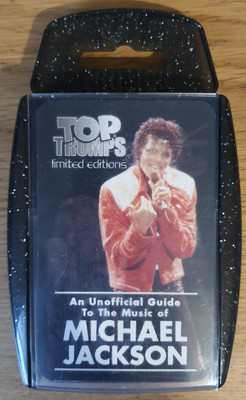 TOP
TRUMPS
limited editions
An Unofficial Guide
To The Music of
MICHAEL
JACKSON